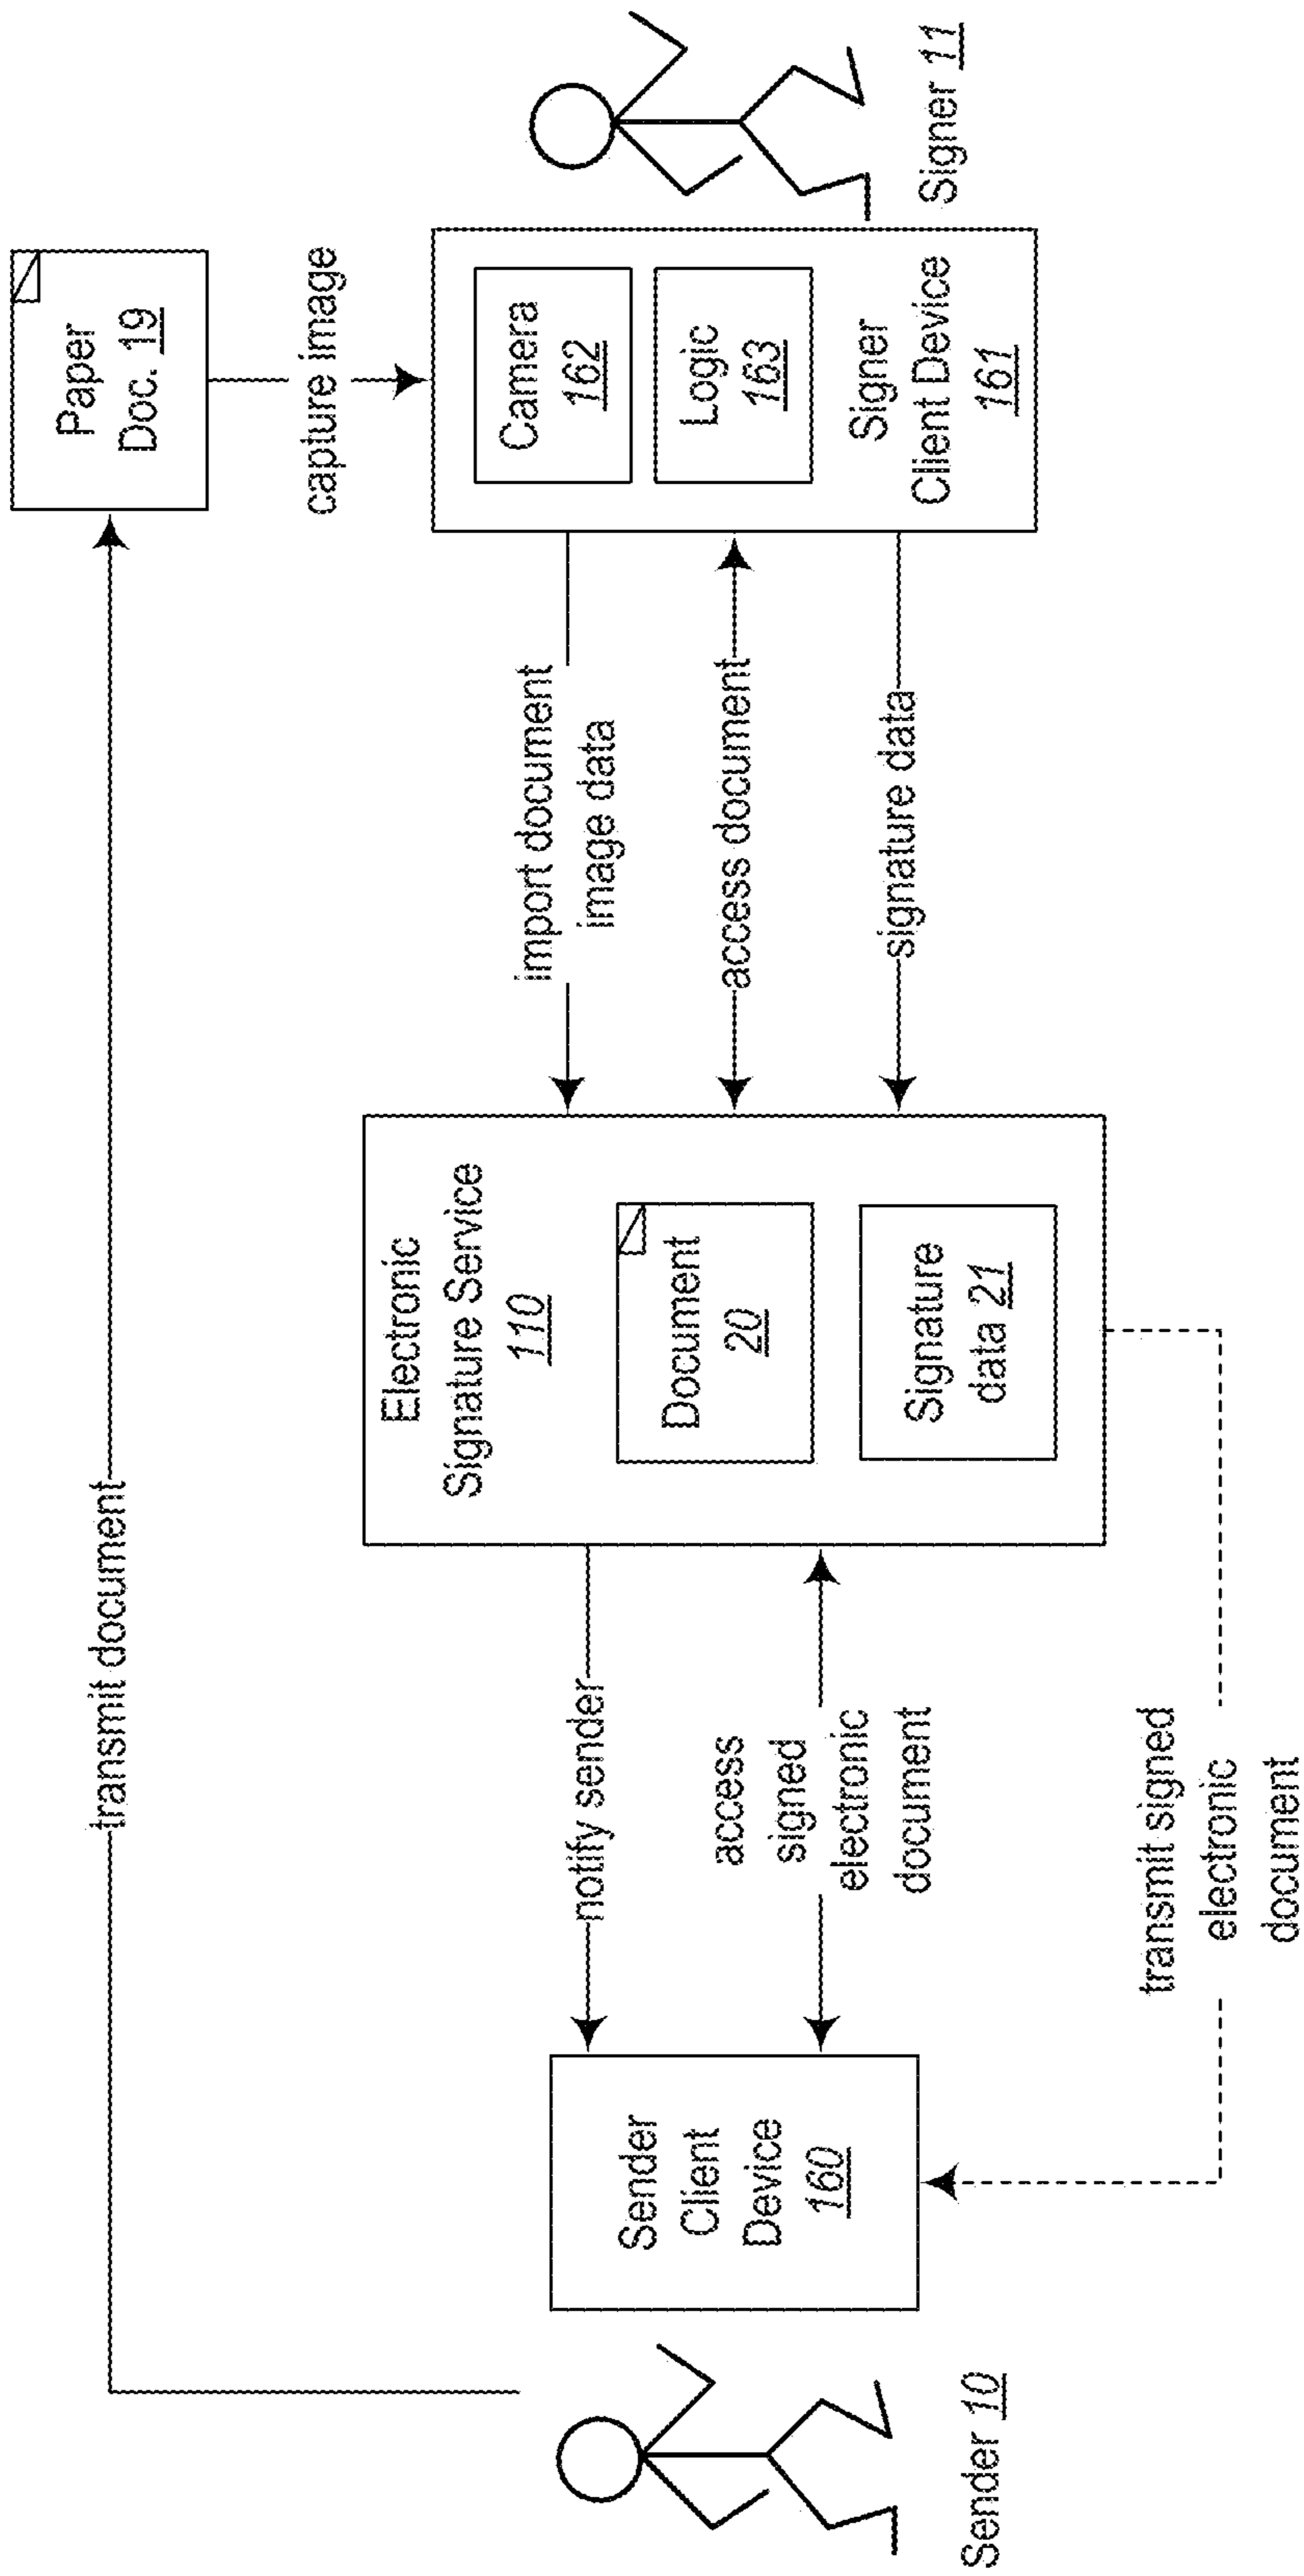 transmit document
Paper
Doc. 19
capture image
Sender 10
Sender
Client
Device
160
notify sender
access
signed
electronic
document
transmit signed
electronic
document
Electronic
Signature Service
110
Document
20
Signature
data 21
import document
image data
access document
signature data
Camera
162
Logic
163
Signer
Client Device
161
Signer 11